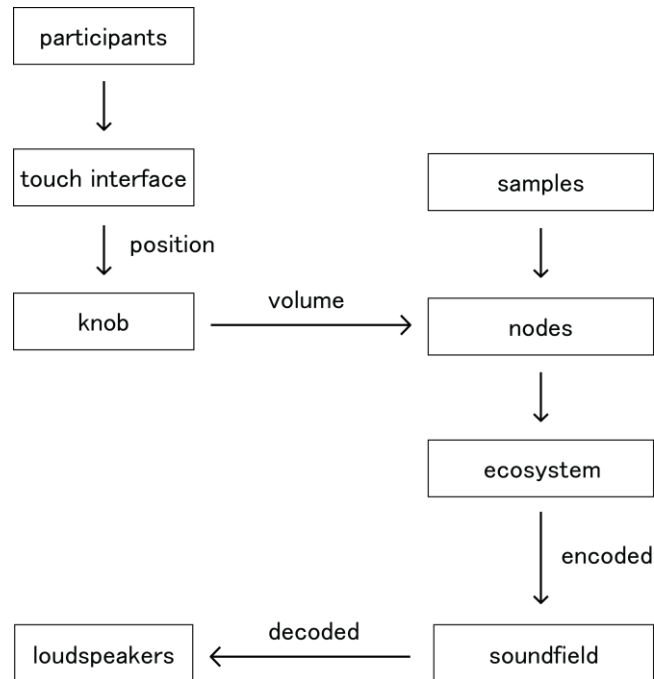 participants
touch interface
samples
position
knob
volume
nodes
ecosystem
encoded
loudspeakers
decoded
soundfield